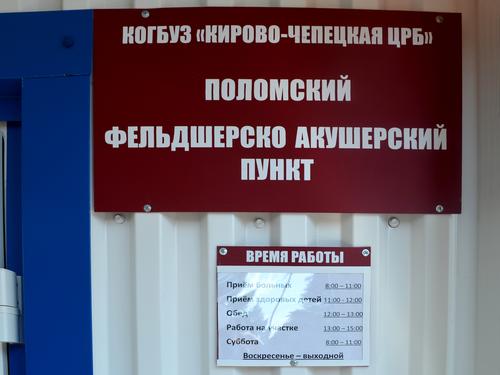 КОГБУЗ «КИРОВО-ЧЕПЕЦКАЯ ЦРБ»
ПОЛОМСКИЙ
ФЕЛЬДШЕРСКО АКУШЕРСКИЙ
ПУНКТ
ВРЕМЯ РАБОТЫ
Приём больных 8:00 – 11:00
Приём здоровых детей 11:00 - 12:00
Обед 12:00 – 13:00
Работа на участке 13:00 – 15:00
Суббота 8:00 – 11:00
Воскресенье – выходной